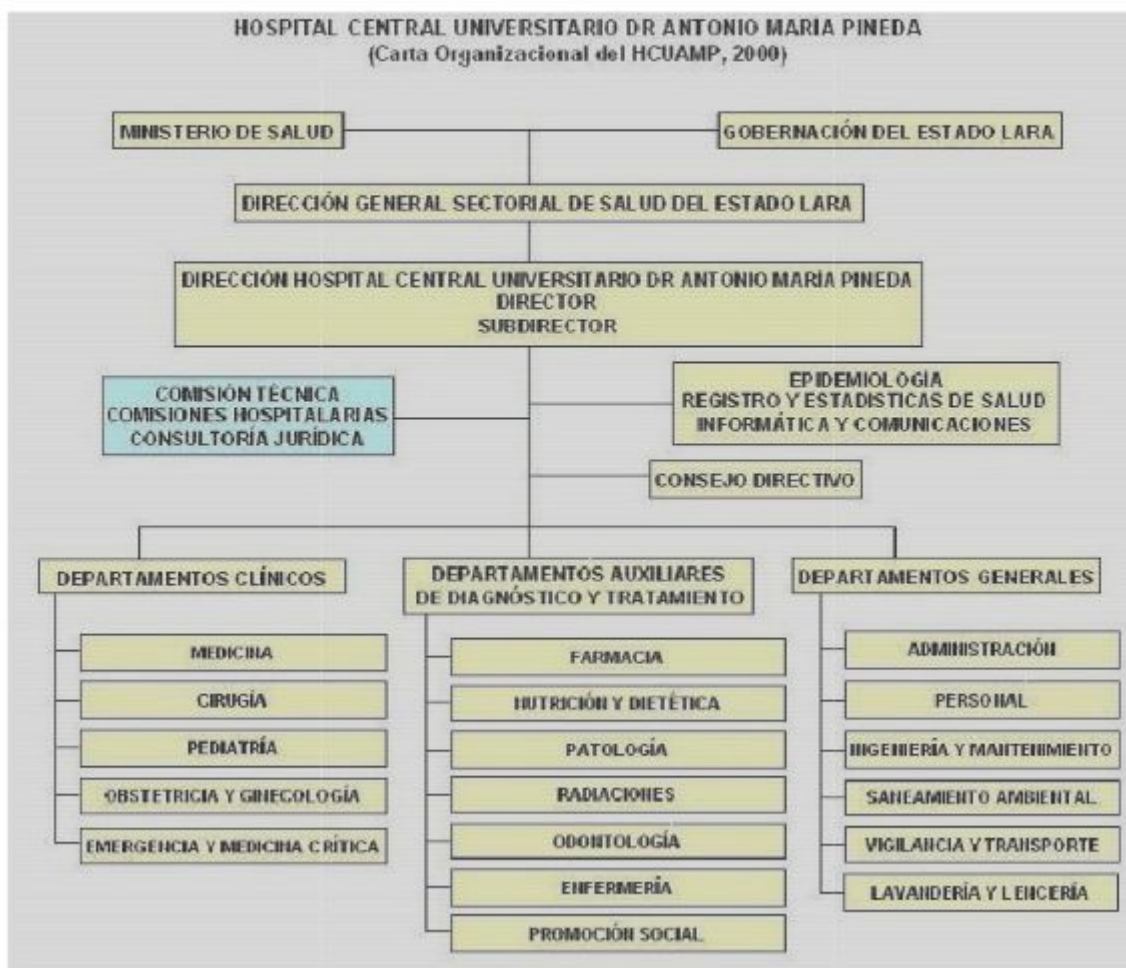 HOSPITAL CENTRAL UNIVERSITARIO DR ANTONIO MARÍA PINEDA
(Carta Organizacional del HCUAMP, 2000)
MINISTERIO DE SALUD
GOBERNACIÓN DEL ESTADO LARA
DIRECCIÓN GENERAL SECTORIAL DE SALUD DEL ESTADO LARA
DIRECCIÓN HOSPITAL CENTRAL UNIVERSITARIO DR ANTONIO MARÍA PINEDA
DIRECTOR
SUBDIRECTOR
COMISIÓN TÉCNICA
COMISIONES HOSPITALARIAS
CONSULTORÍA JURÍDICA
EPIDEMIOLOGÍA
REGISTRO Y ESTADISTICAS DE SALUD
INFORMÁTICA Y COMUNICACIONES
CONSEJO DIRECTIVO
DEPARTAMENTOS CLÍNICOS
MEDICINA
CIRUGÍA
PEDIATRÍA
OBSTETRICIA Y GINECOLOGÍA
EMERGENCIA Y MEDICINA CRÍTICA
DEPARTAMENTOS AUXILIARES
DE DIAGNÓSTICO Y TRATAMIENTO
FARMACIA
NUTRICIÓN Y DIETÉTICA
PATOLOGÍA
RADIACIONES
ODONTOLOGÍA
ENFERMERÍA
PROMOCIÓN SOCIAL
DEPARTAMENTOS GENERALES
ADMINISTRACIÓN
PERSONAL
INGENIERÍA Y MANTENIMIENTO
SANEAMIENTO AMBIENTAL
VIGILANCIA Y TRANSPORTE
LAVANDERÍA Y LENCERÍA